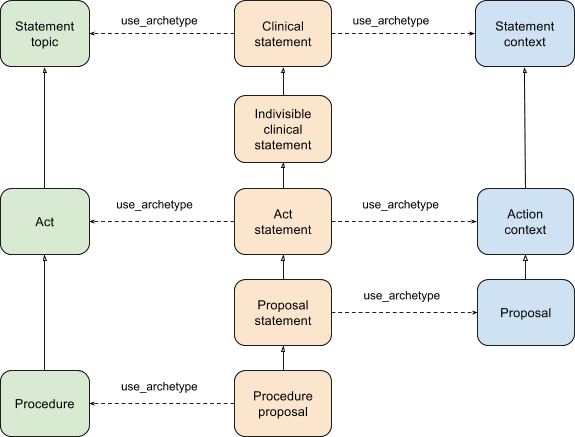 Statement
topic
use_archetype
Clinical
statement
use_archetype
Statement
context
Indivisible
clinical
statement
Act
use_archetype
Act
statement
use_archetype
Action
context
Proposal
statement
use_archetype
Proposal
Procedure
use_archetype
Procedure
proposal